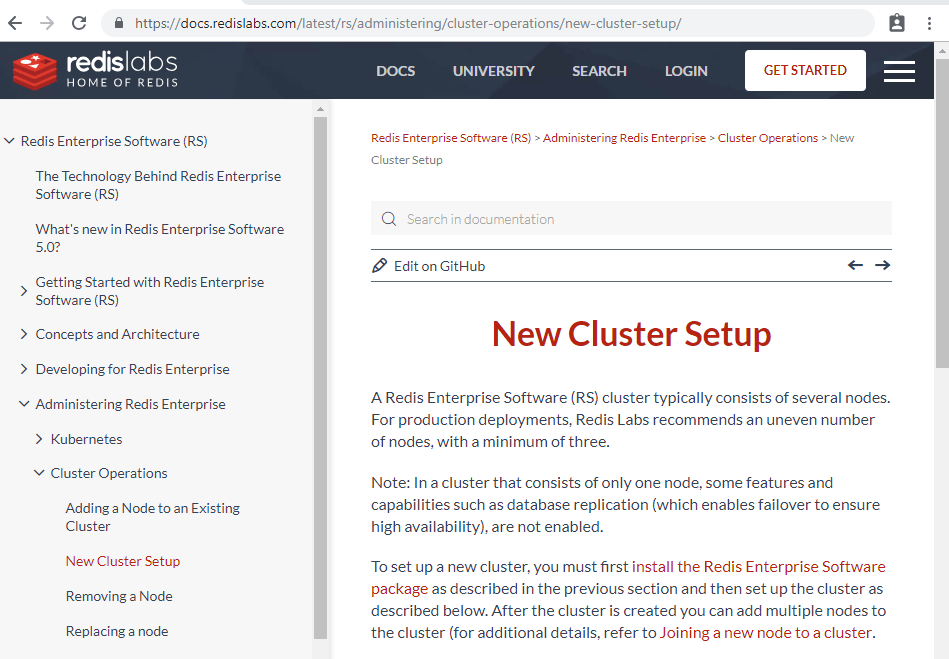 https://docs.redislabs.com/latest/rs/administering/cluster-operations/new-cluster-setup/
redislabs
HOME OF REDIS
DOCS
UNIVERSITY
SEARCH
LOGIN
GET STARTED
Redis Enterprise Software (RS)
The Technology Behind Redis Enterprise
Software (RS)
What's new in Redis Enterprise Software
5.0?
Getting Started with Redis Enterprise
Software (RS)
Concepts and Architecture
Developing for Redis Enterprise
Administering Redis Enterprise
Kubernetes
Cluster Operations
Adding a Node to an Existing
Cluster
New Cluster Setup
Removing a Node
Replacing a node
Redis Enterprise Software (RS) > Administering Redis Enterprise > Cluster Operations > New
Cluster Setup
Search in documentation
Edit on GitHub
New Cluster Setup
A Redis Enterprise Software (RS) cluster typically consists of several nodes.
For production deployments, Redis Labs recommends an uneven number
of nodes, with a minimum of three.
Note: In a cluster that consists of only one node, some features and
capabilities such as database replication (which enables failover to ensure
high availability), are not enabled.
To set up a new cluster, you must first install the Redis Enterprise Software
package as described in the previous section and then set up the cluster as
described below. After the cluster is created you can add multiple nodes to
the cluster (for additional details, refer to Joining a new node to a cluster.